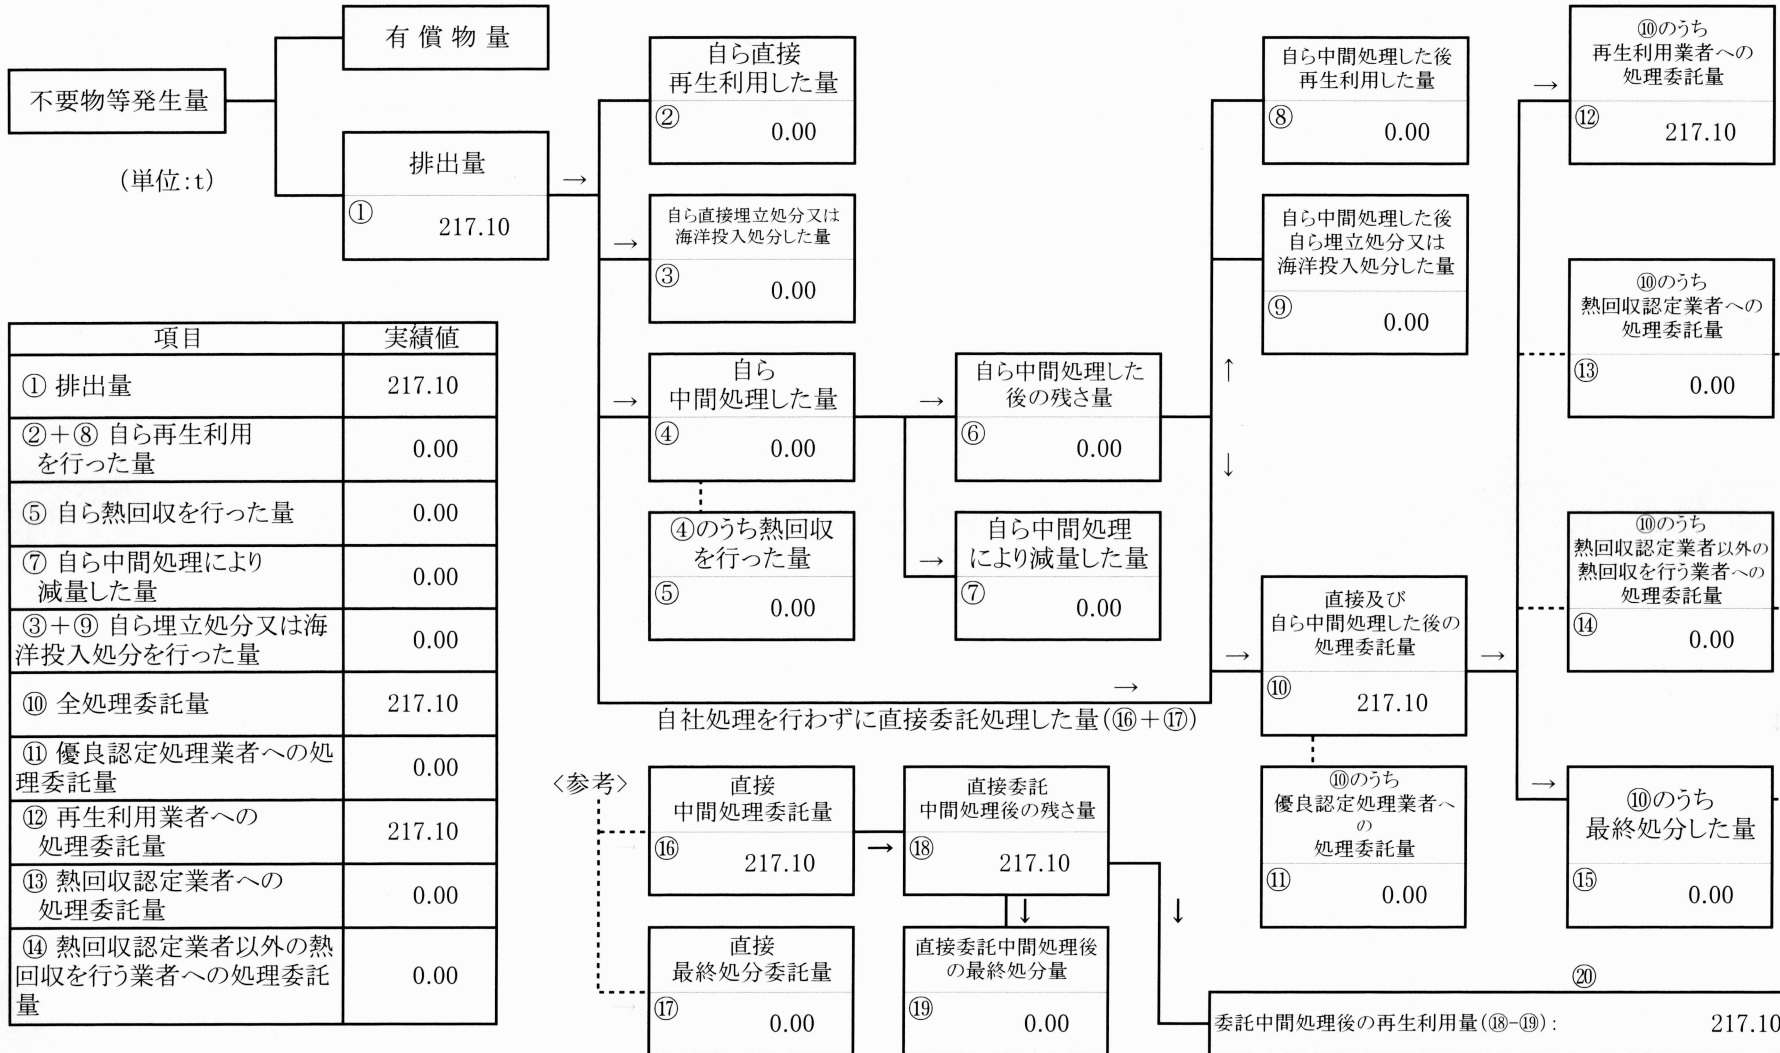 不要物等発生量
(単位:t)
有償物量
排出量
①
217.10
→
自ら直接
再生利用した量
②
0.00
→
自ら直接埋立処分又は
海洋投入処分した量
③
0.00
→
自ら
中間処理した量
④
0.00
④のうち熱回収
を行った量
⑤
0.00
→
自ら中間処理した
後の残さ量
⑥
0.00
→
自ら中間処理
により減量した量
⑦
0.00
→
自社処理を行わずに直接委託処理した量(⑯+⑰)
↑
↓
自ら中間処理した後
再生利用した量
⑧
0.00
自ら中間処理した後
自ら埋立処分又は
海洋投入処分した量
⑨
0.00
→
直接及び
自ら中間処理した後の
処理委託量
⑩
217.10
→
⑩のうち
優良認定処理業者へ
の
処理委託量
⑪
0.00
→
⑩のうち
再生利用業者への
処理委託量
⑫
217.10
⑩のうち
熱回収認定業者への
処理委託量
⑬
0.00
⑩のうち
熱回収認定業者以外の
熱回収を行う業者への
処理委託量
⑭
0.00
→
⑩のうち
最終処分した量
⑮
0.00
項目 実績値
① 排出量 217.10
②+⑧ 自ら再生利用
を行った量
0.00
⑤ 自ら熱回収を行った量 0.00
⑦ 自ら中間処理により
減量した量
0.00
③+⑨ 自ら埋立処分又は海
洋投入処分を行った量
0.00
⑩ 全処理委託量 217.10
⑪ 優良認定処理業者への処
理委託量
0.00
⑫ 再生利用業者への
処理委託量
217.10
⑬ 熱回収認定業者への
処理委託量
0.00
⑭ 熱回収認定業者以外の熱
回収を行う業者への処理委託
量
0.00
〈参考〉
→
直接
中間処理委託量
⑯
217.10
→
直接委託
中間処理後の残さ量
⑱
217.10
↓
↓
→
直接
最終処分委託量
⑰
0.00
直接委託中間処理後
の最終処分量
⑲
0.00
⑳
委託中間処理後の再生利用量(⑱-⑲): 217.10